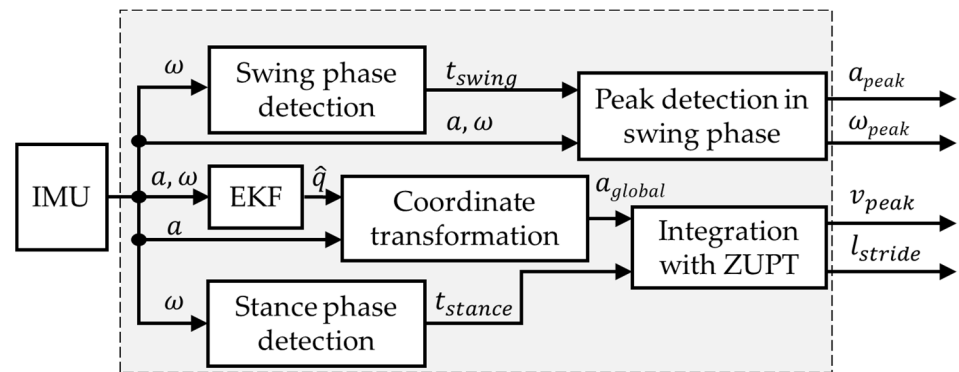 IMU
ω
Swing phase
detection
t_swing
a, ω
Peak detection in
swing phase
a_peak
ω_peak
a, ω
EKF
q̂
a
Coordinate
transformation
a_global
Integration
with ZUPT
v_peak
l_stride
ω
Stance phase
detection
t_stance